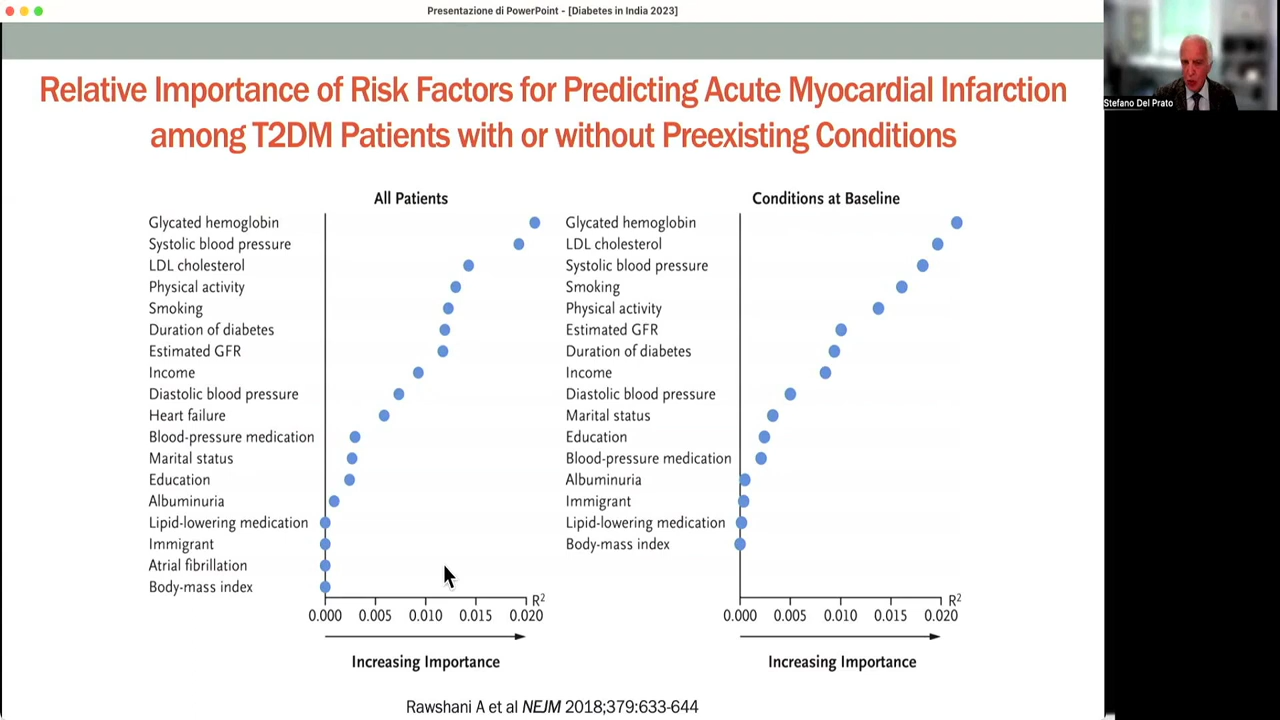 Presentazione di PowerPoint - [Diabetes in India 2023]
Stefano Del Prato
Relative Importance of Risk Factors for Predicting Acute Myocardial Infarction
among T2DM Patients with or without Preexisting Conditions
All Patients
Glycated hemoglobin
Systolic blood pressure
LDL cholesterol
Physical activity
Smoking
Duration of diabetes
Estimated GFR
Income
Diastolic blood pressure
Heart failure
Blood-pressure medication
Marital status
Education
Albuminuria
Lipid-lowering medication
Immigrant
Atrial fibrillation
Body-mass index
R²
0.000 0.005 0.010 0.015 0.020
Increasing Importance
Conditions at Baseline
Glycated hemoglobin
LDL cholesterol
Systolic blood pressure
Smoking
Physical activity
Estimated GFR
Duration of diabetes
Income
Diastolic blood pressure
Marital status
Education
Blood-pressure medication
Albuminuria
Immigrant
Lipid-lowering medication
Body-mass index
R²
0.000 0.005 0.010 0.015 0.020
Increasing Importance
Rawshani A et al NEJM 2018;379:633-644